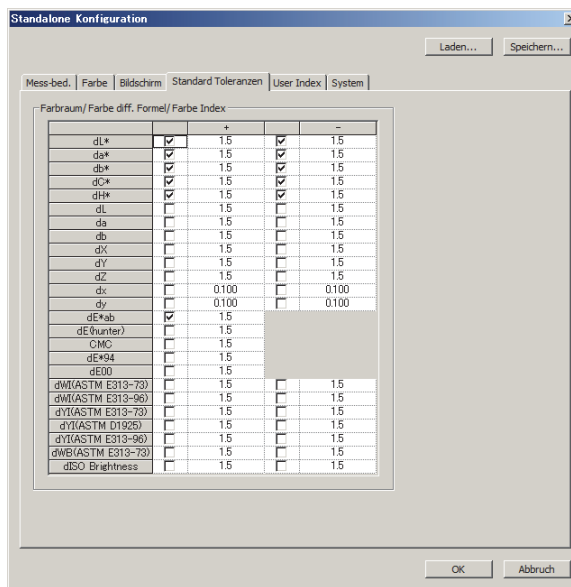 Standalone Konfiguration
Laden... Speichern...
Mess-bed. Farbe Bildschirm Standard Toleranzen User Index System
Farbraum/ Farbe diff. Formel/ Farbe Index
+ -
dL* 1.5 1.5
da* 1.5 1.5
db* 1.5 1.5
dC* 1.5 1.5
dH* 1.5 1.5
dL 1.5 1.5
da 1.5 1.5
db 1.5 1.5
dX 1.5 1.5
dY 1.5 1.5
dZ 1.5 1.5
dx 0.100 0.100
dy 0.100 0.100
dE*ab 1.5
dE(hunter) 1.5
CMC 1.5
dE*94 1.5
dE00 1.5
dWI(ASTM E313-73) 1.5 1.5
dWI(ASTM E313-96) 1.5 1.5
dYI(ASTM E313-73) 1.5 1.5
dYI(ASTM D1925) 1.5 1.5
dYI(ASTM E313-96) 1.5 1.5
dWB(ASTM E313-73) 1.5 1.5
dISO Brightness 1.5 1.5
OK Abbruch